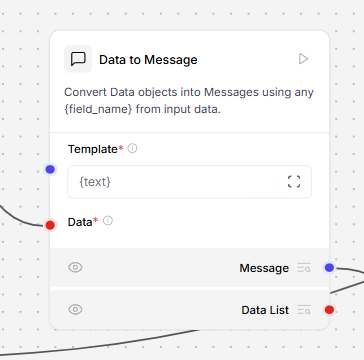 Data to Message
Convert Data objects into Messages using any
{field_name} from input data.
Template*
{text}
Data*
Message
Data List